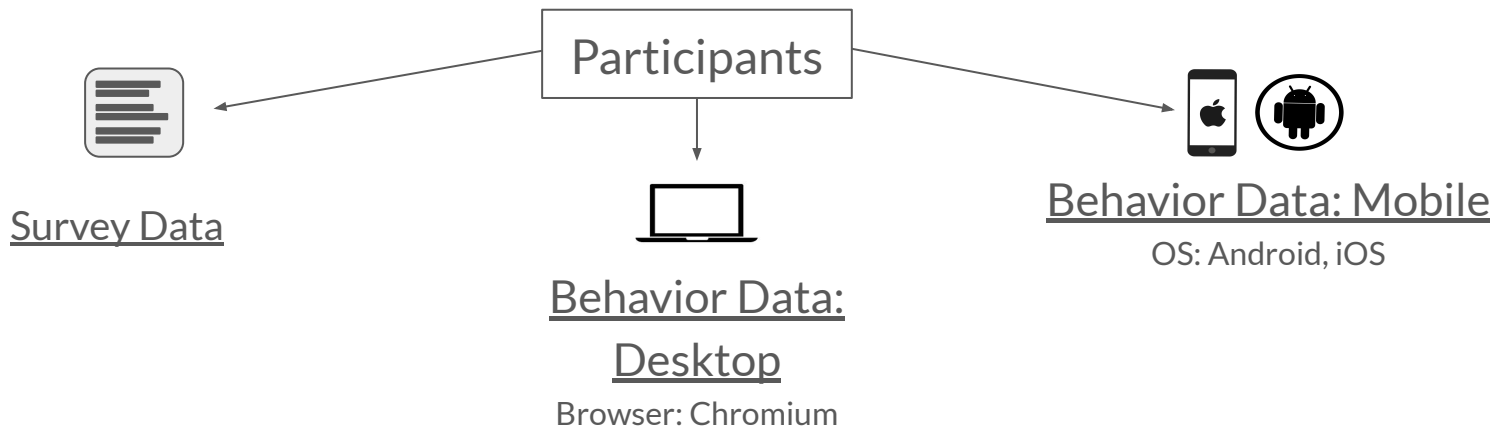 Participants
Survey Data
Behavior Data:
Desktop
Browser: Chromium
Behavior Data: Mobile
OS: Android, iOS